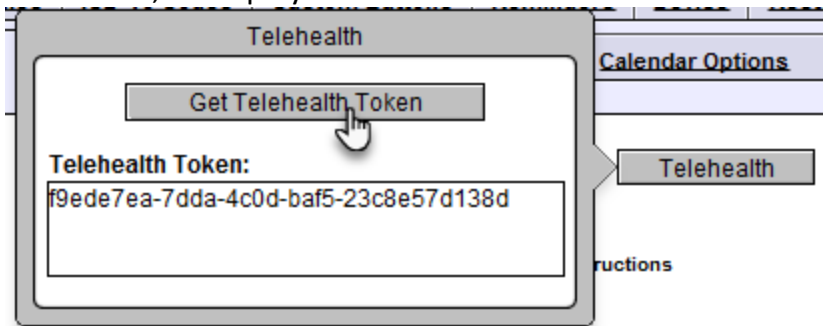 Telehealth
Calendar Options
Get Telehealth Token
Telehealth Token:
Telehealth
f9ede7ea-7dda-4c0d-baf5-23c8e57d138d
ructions